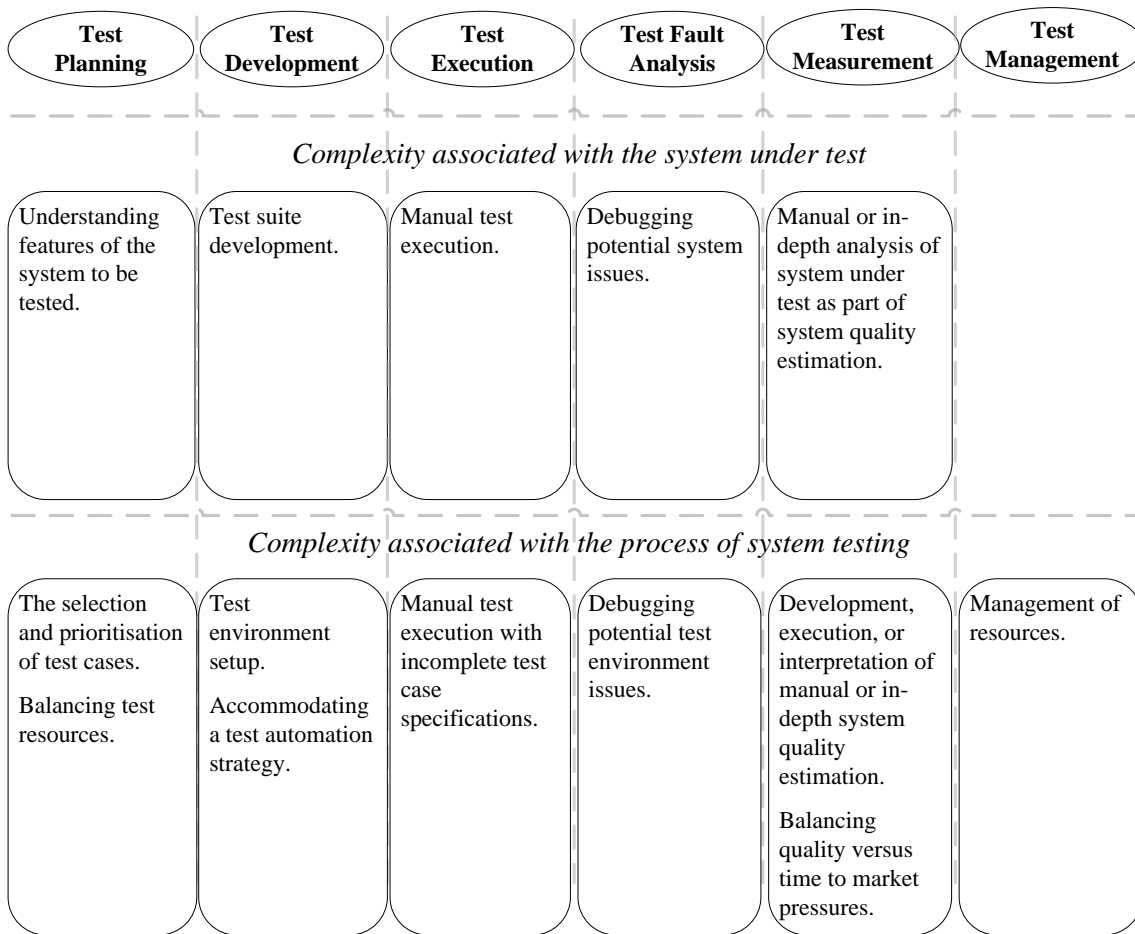 Test
Planning
Test
Development
Test
Execution
Test Fault
Analysis
Test
Measurement
Test
Management
Complexity associated with the system under test
Understanding
features of the
system to be
tested.
Test suite
development.
Manual test
execution.
Debugging
potential system
issues.
Manual or in-
depth analysis of
system under
test as part of
system quality
estimation.
Complexity associated with the process of system testing
The selection
and prioritisation
of test cases.
Balancing test
resources.
Test
environment
setup.
Accommodating
a test automation
strategy.
Manual test
execution with
incomplete test
case
specifications.
Debugging
potential test
environment
issues.
Development,
execution, or
interpretation of
manual or in-
depth system
quality
estimation.
Balancing
quality versus
time to market
pressures.
Management of
resources.